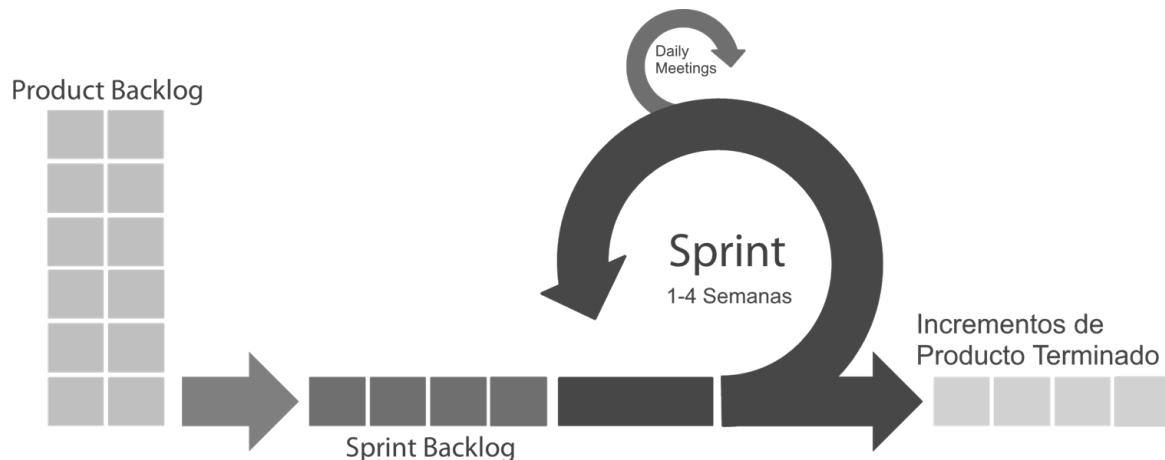 Daily
Meetings
Product Backlog
Sprint
1-4 Semanas
Incrementos de
Producto Terminado
Sprint Backlog